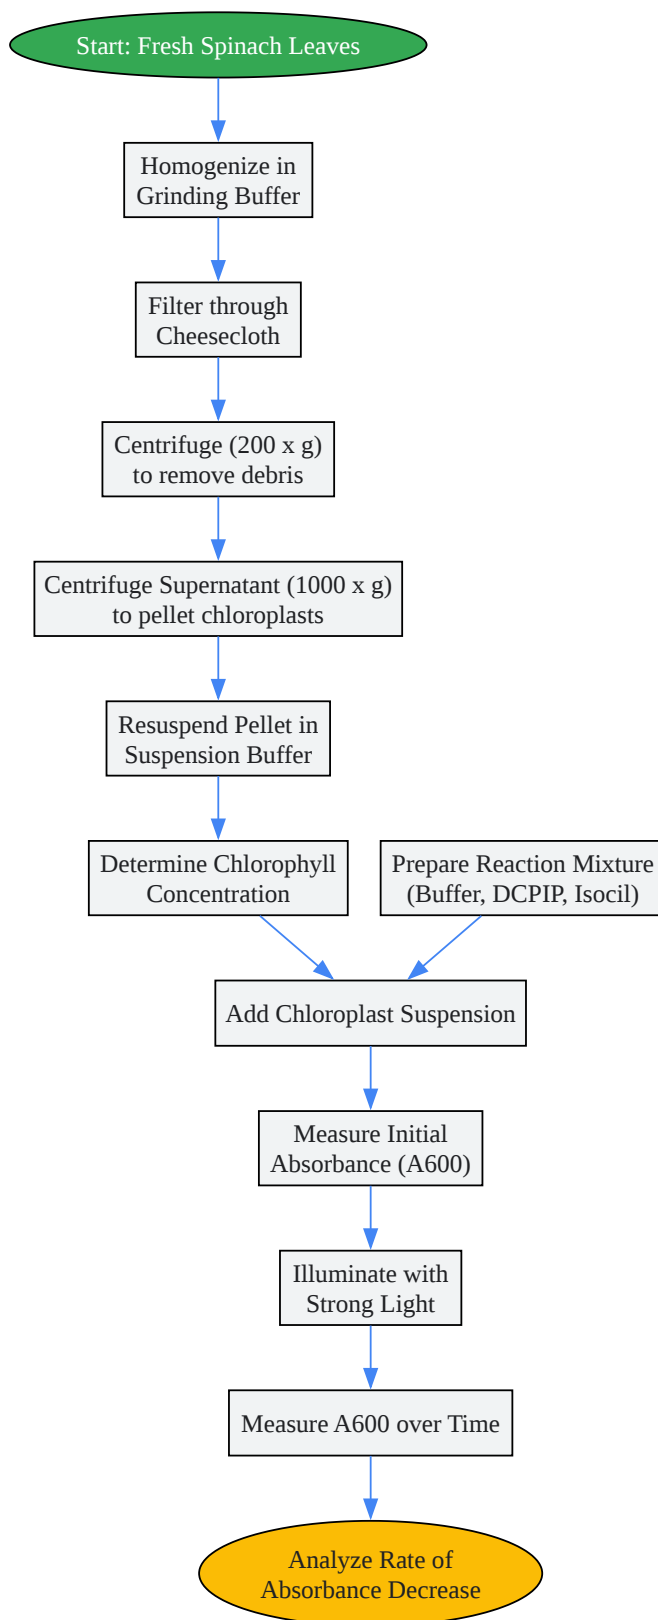 Start: Fresh Spinach Leaves
Homogenize in
Grinding Buffer
Filter through
Cheesecloth
Centrifuge (200 x g)
to remove debris
Centrifuge Supernatant (1000 x g)
to pellet chloroplasts
Resuspend Pellet in
Suspension Buffer
Determine Chlorophyll
Concentration
Prepare Reaction Mixture
(Buffer, DCPIP, Isocil)
Add Chloroplast Suspension
Measure Initial
Absorbance (A600)
Illuminate with
Strong Light
Measure A600 over Time
Analyze Rate of
Absorbance Decrease